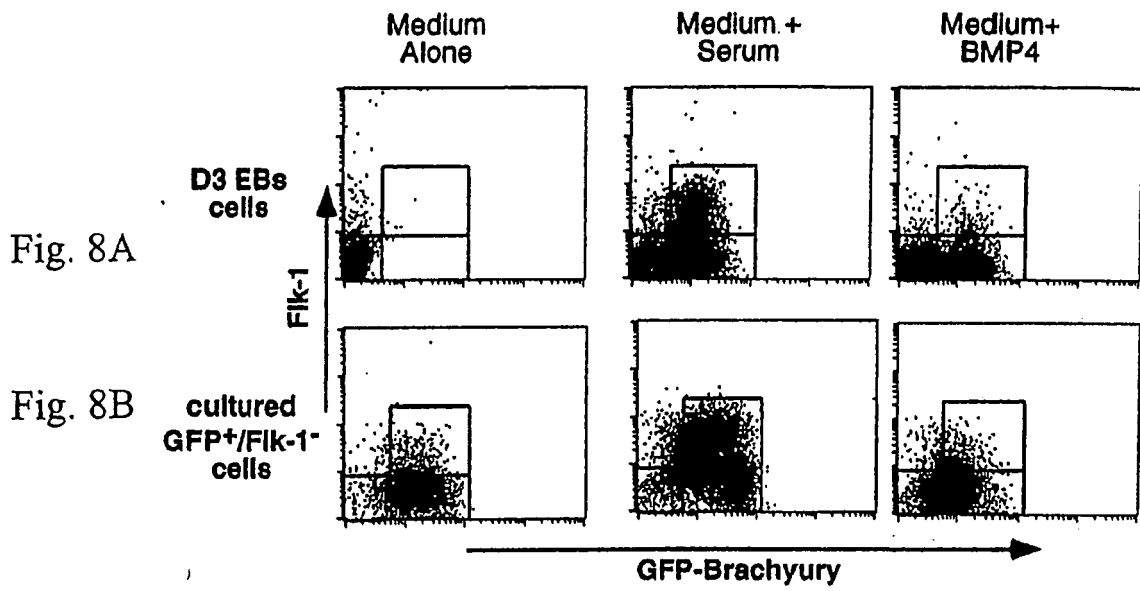 Medium Alone
Medium + Serum
Medium+ BMP4
D3 EBs
cells
Fig. 8A
Flk-1
Fig. 8B
cultured
GFP+/Flk-1-
cells
GFP-Brachyury